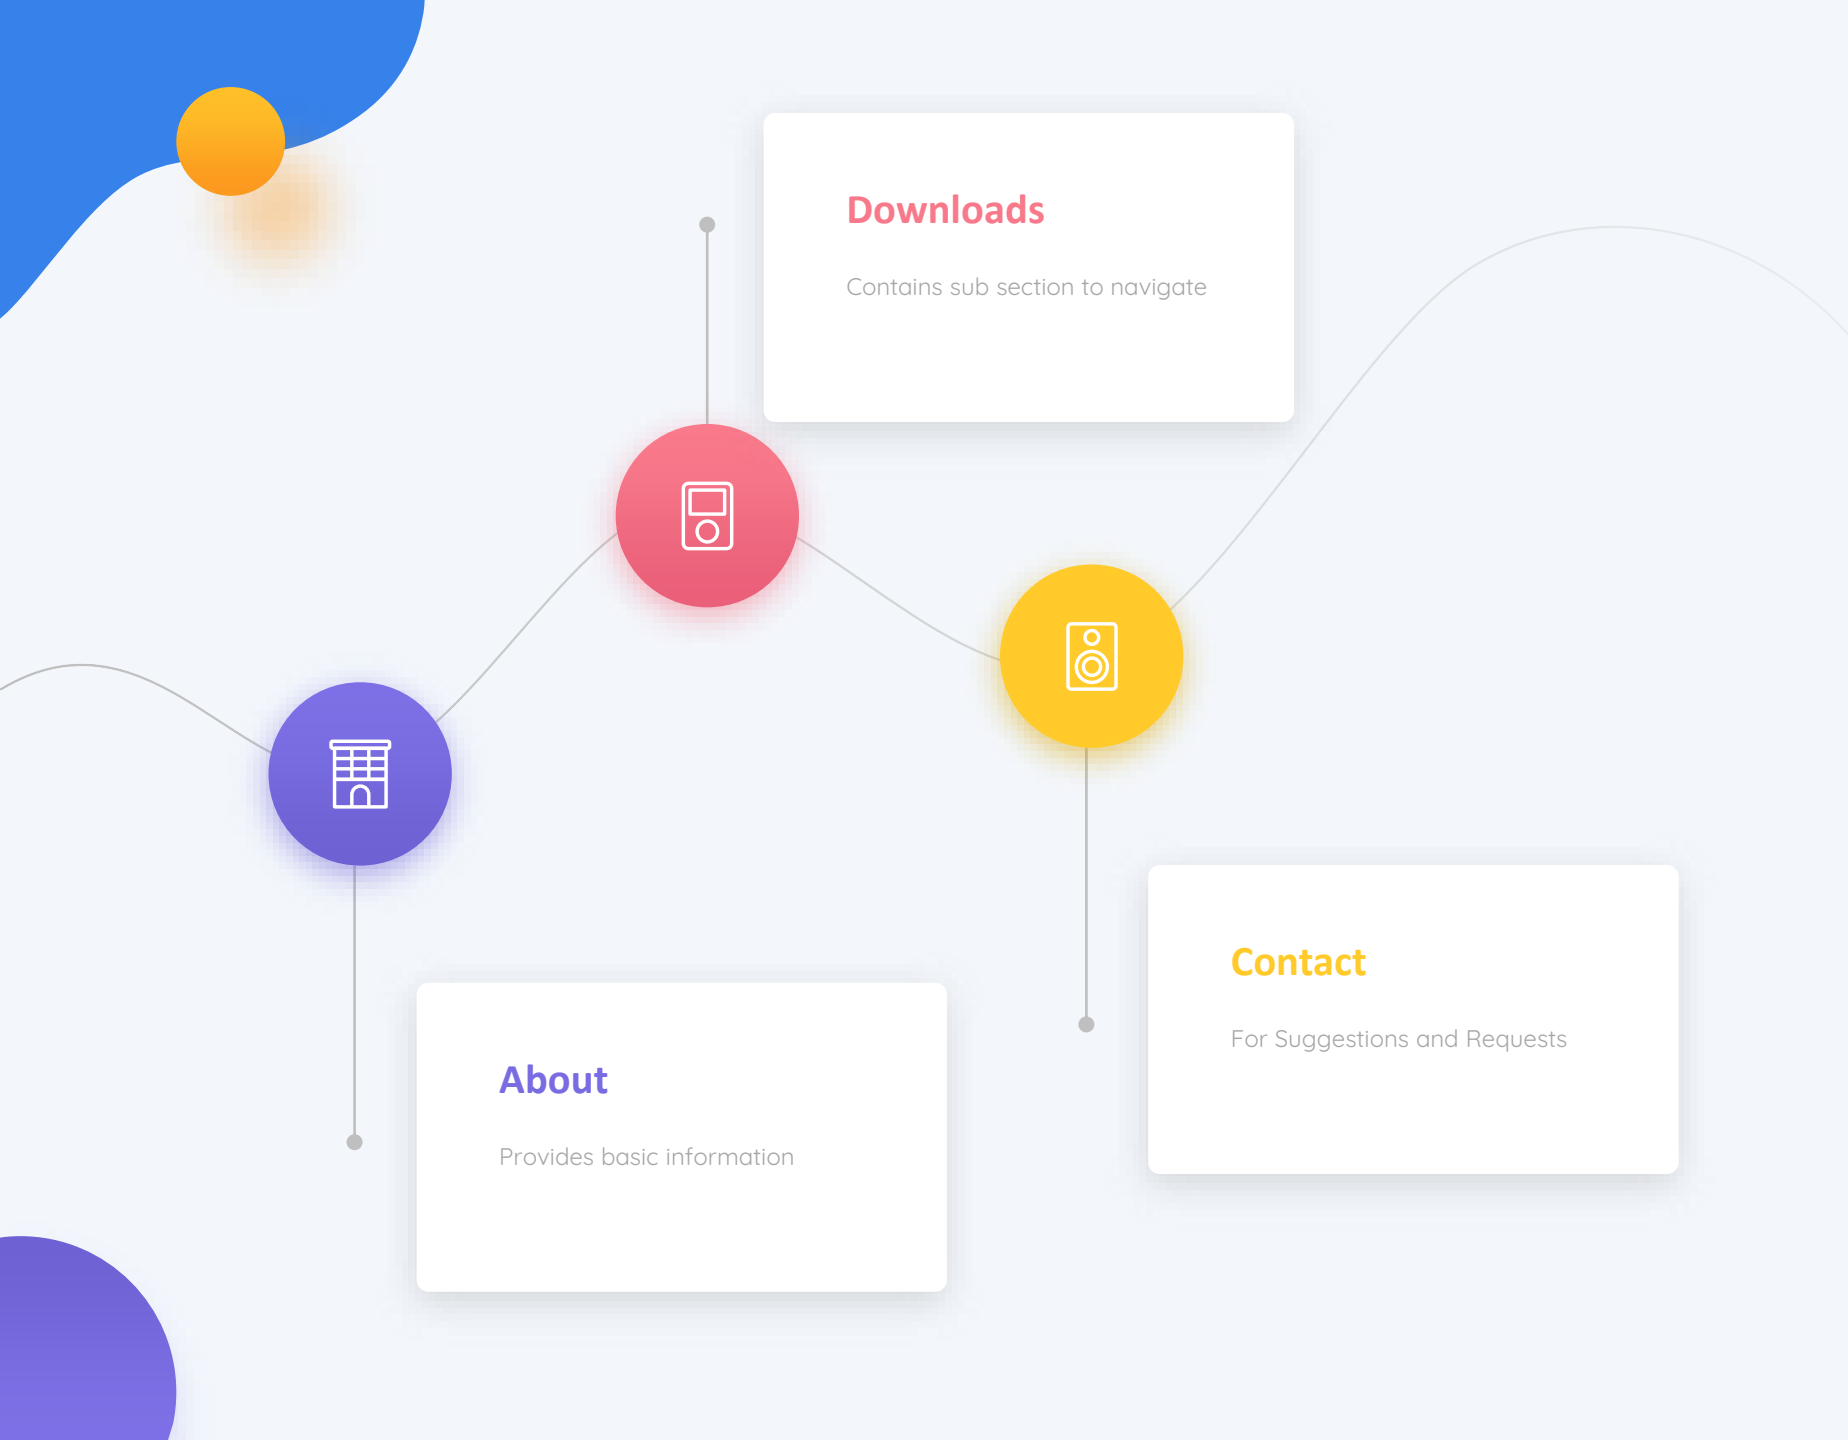 Downloads
Contains sub section to navigate
Contact
For Suggestions and Requests
About
Provides basic information